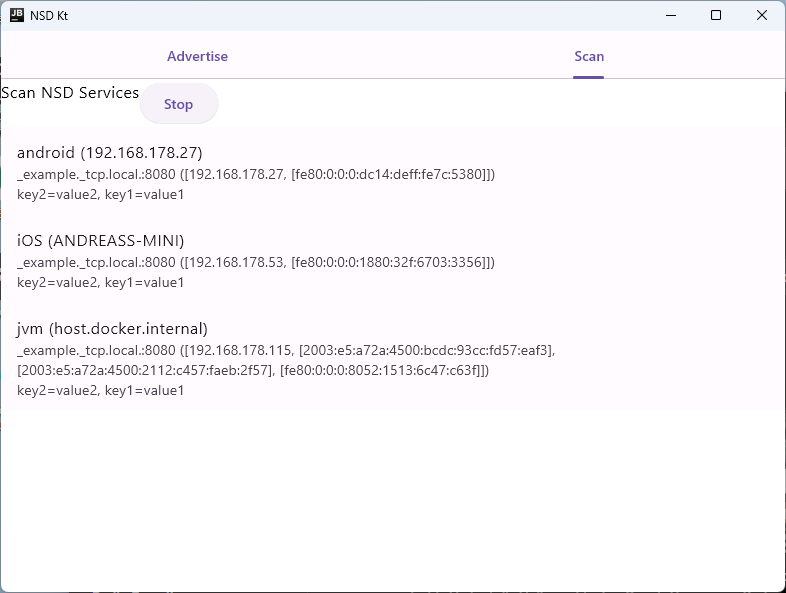 JB NSD Kt
Advertise Scan
Scan NSD Services Stop
android (192.168.178.27)
_example._tcp.local.:8080 ([192.168.178.27, [fe80:0:0:0:dc14:deff:fe7c:5380]])
key2=value2, key1=value1
iOS (ANDREASS-MINI)
_example._tcp.local.:8080 ([192.168.178.53, [fe80:0:0:0:1880:32f:6703:3356]])
key2=value2, key1=value1
jvm (host.docker.internal)
_example._tcp.local.:8080 ([192.168.178.115, [2003:e5:a72a:4500:bcdc:93cc:fd57:eaf3],
[2003:e5:a72a:4500:2112:c457:faeb:2f57], [fe80:0:0:0:8052:1513:6c47:c63f]])
key2=value2, key1=value1